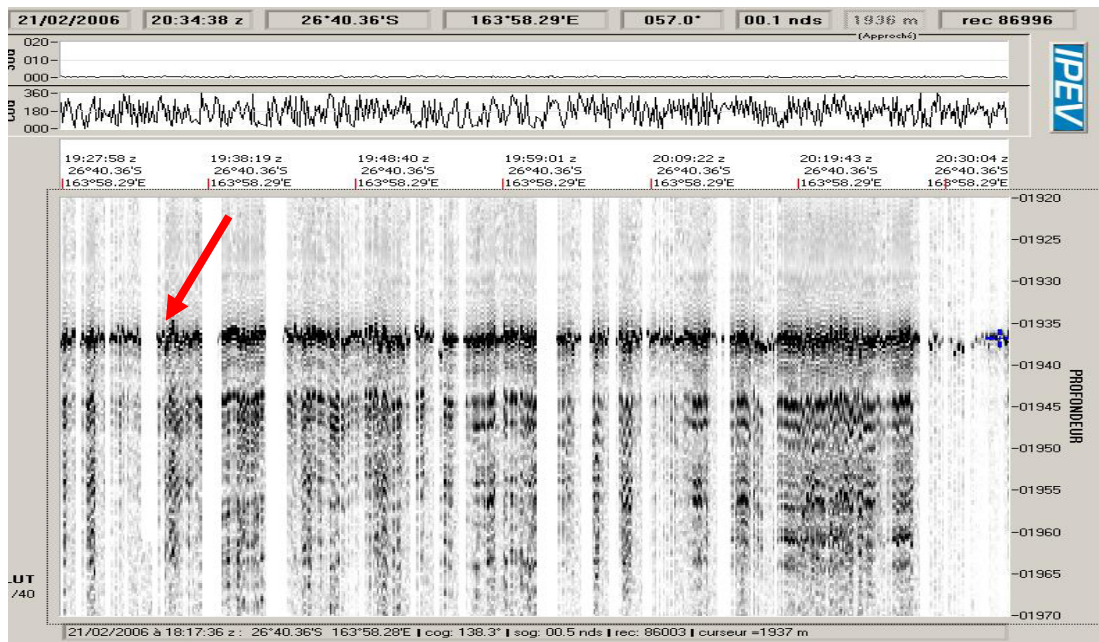 21/02/2006 20:34:38 z 26°40.36'S 163°58.29'E 057.0° 00.1 nds 1936 m rec 86996
(Approché)
020-
010-
000-
360-
180-
000-
IPEV
19:27:58 z 19:38:19 z 19:48:40 z 19:59:01 z 20:09:22 z 20:19:43 z 20:30:04 z
26°40.36'S 26°40.36'S 26°40.36'S 26°40.36'S 26°40.36'S 26°40.36'S 26°40.36'S
163°58.29'E 163°58.29'E 163°58.29'E 163°58.29'E 163°58.29'E 163°58.29'E 163°58.29'E
-01920
-01925
-01930
-01935
-01940
-01945
-01950
-01955
-01960
-01965
-01970
PROFONDEUR
LUT
/40
21/02/2006 à 18:17:36 z : 26°40.36'S 163°58.28'E | cog: 138.3° | sog: 00.5 nds | rec: 86003 | curseur =1937 m